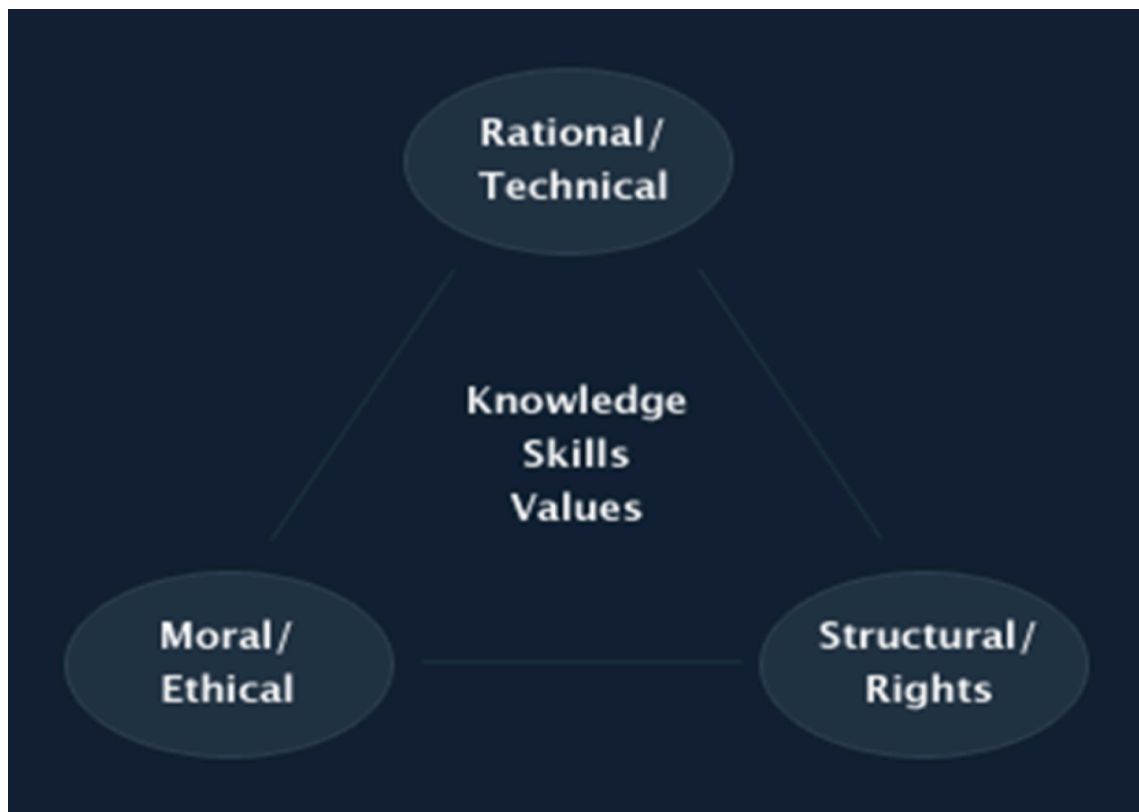 Rational/
Technical
Knowledge
Skills
Values
Moral/
Ethical
Structural/
Rights